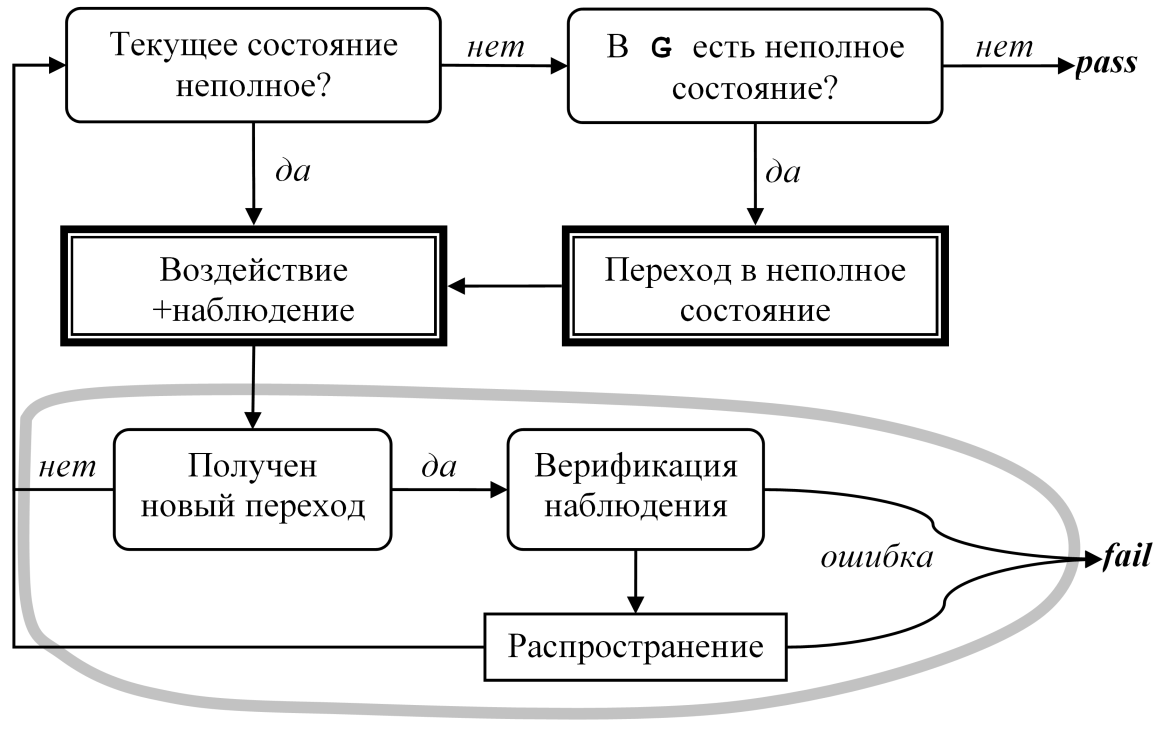 Текущее состояние
неполное?
нет
В G есть неполное
состояние?
нет
pass
да
да
Воздействие
+наблюдение
Переход в неполное
состояние
нет
Получен
новый переход
да
Верификация
наблюдения
ошибка
fail
Распространение